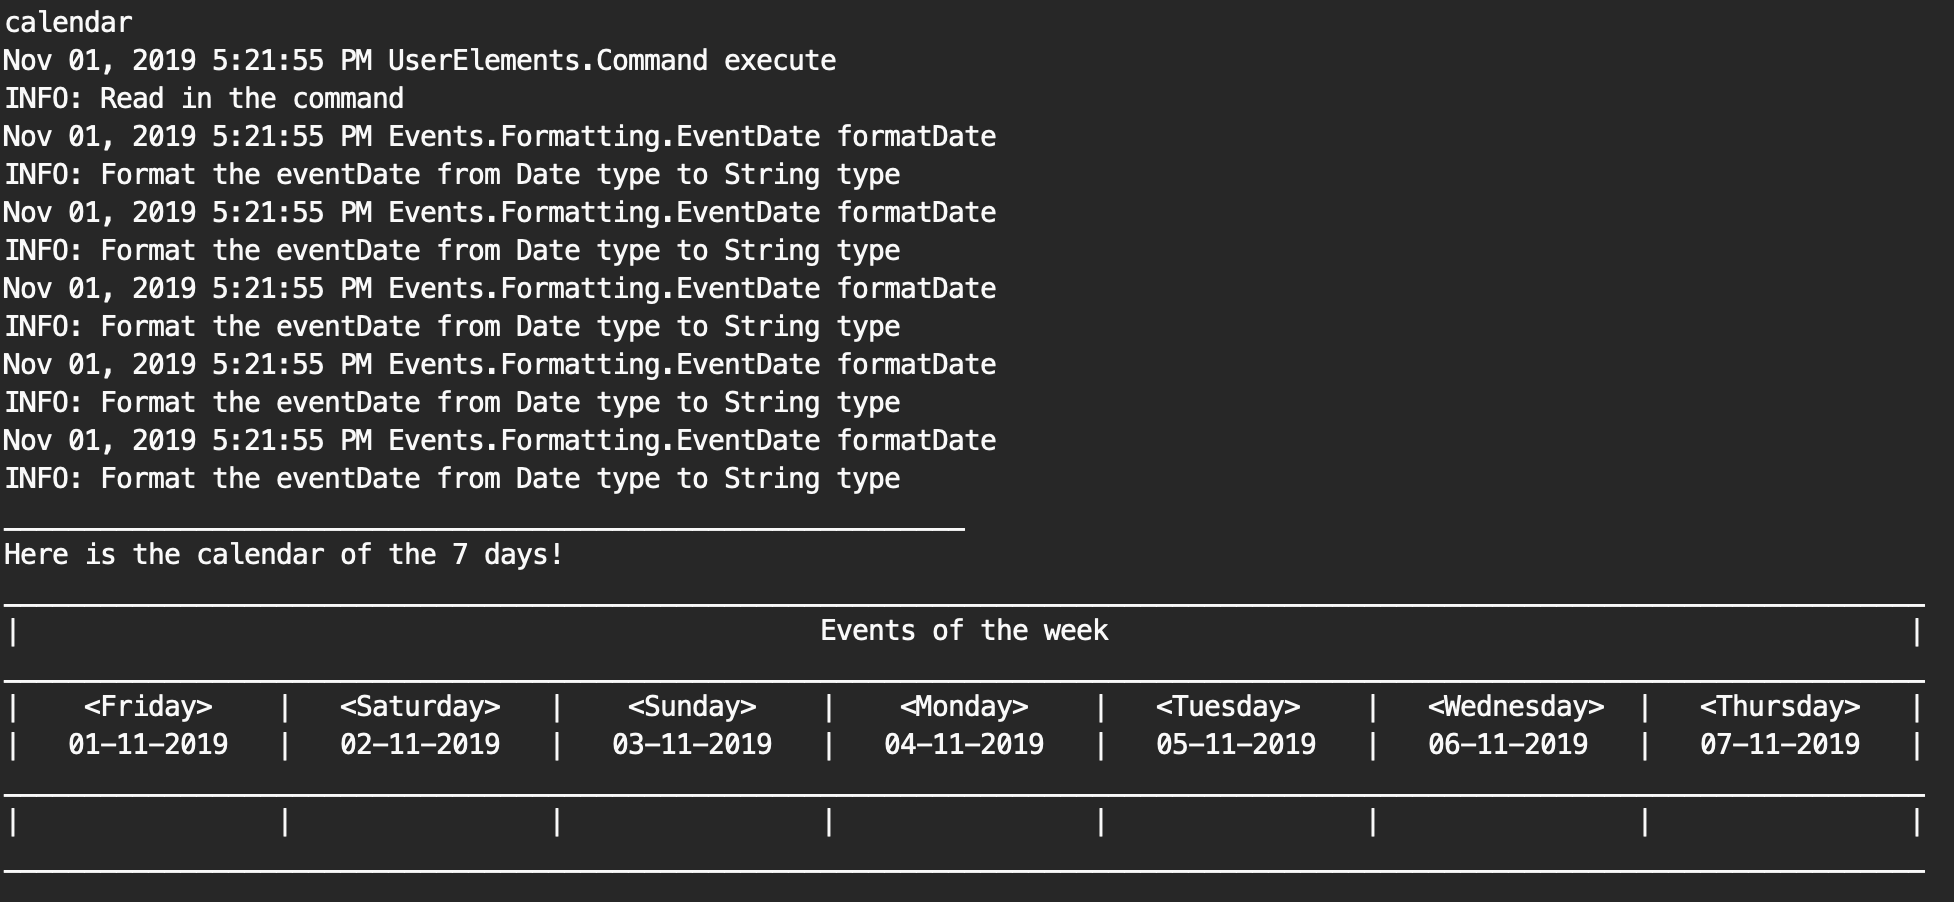 calendar
Nov 01, 2019 5:21:55 PM UserElements.Command execute
INFO: Read in the command
Nov 01, 2019 5:21:55 PM Events.Formatting.EventDate formatDate
INFO: Format the eventDate from Date type to String type
Nov 01, 2019 5:21:55 PM Events.Formatting.EventDate formatDate
INFO: Format the eventDate from Date type to String type
Nov 01, 2019 5:21:55 PM Events.Formatting.EventDate formatDate
INFO: Format the eventDate from Date type to String type
Nov 01, 2019 5:21:55 PM Events.Formatting.EventDate formatDate
INFO: Format the eventDate from Date type to String type
Nov 01, 2019 5:21:55 PM Events.Formatting.EventDate formatDate
INFO: Format the eventDate from Date type to String type
____________________________________________________________
Here is the calendar of the 7 days!
________________________________________________________________________________________________________________________
| Events of the week |
________________________________________________________________________________________________________________________
| <Friday> | <Saturday> | <Sunday> | <Monday> | <Tuesday> | <Wednesday> | <Thursday> |
| 01-11-2019 | 02-11-2019 | 03-11-2019 | 04-11-2019 | 05-11-2019 | 06-11-2019 | 07-11-2019 |
________________________________________________________________________________________________________________________
| | | | | | | |
________________________________________________________________________________________________________________________